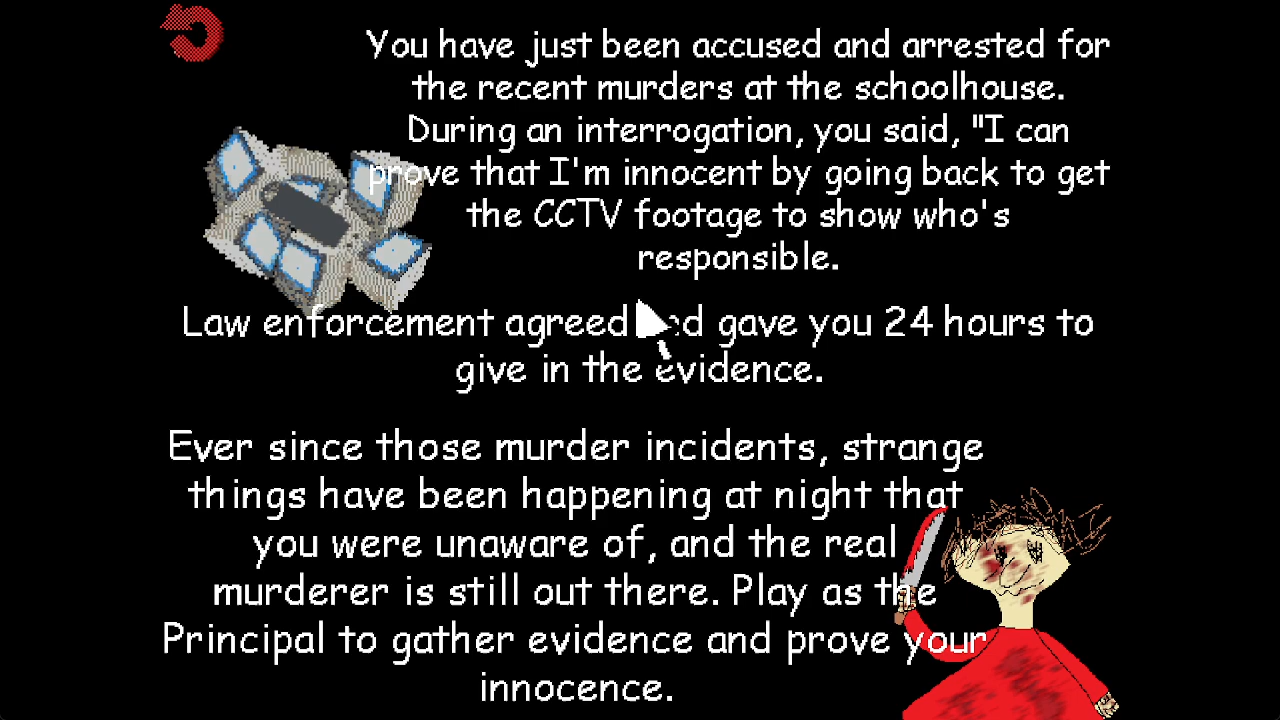 You have just been accused and arrested for
the recent murders at the schoolhouse.
During an interrogation, you said, "I can
prove that I'm innocent by going back to get
the CCTV footage to show who's
responsible.
Law enforcement agreed and gave you 24 hours to
give in the evidence.
Ever since those murder incidents, strange
things have been happening at night that
you were unaware of, and the real
murderer is still out there. Play as the
Principal to gather evidence and prove your
innocence.